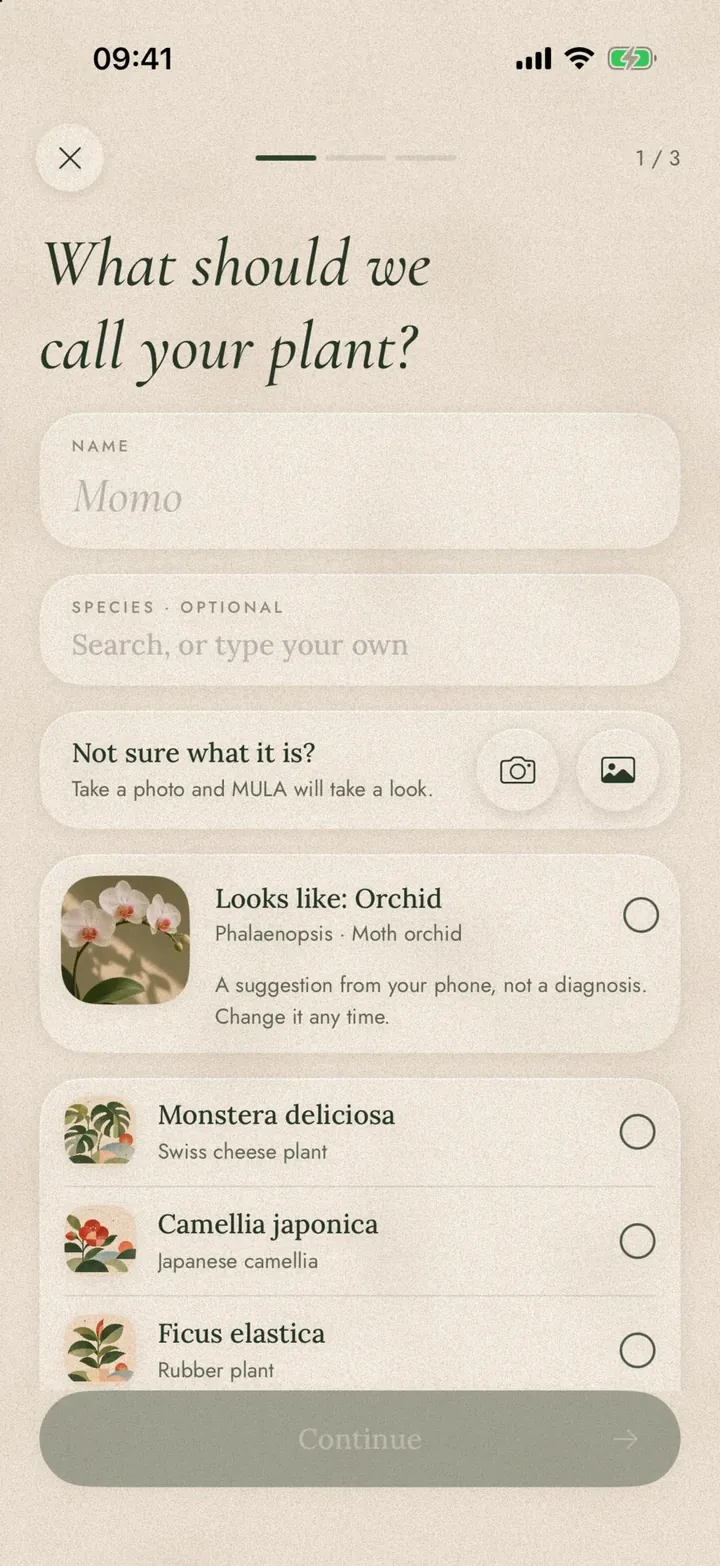 09:41
1 / 3
What should we
call your plant?
NAME
Momo
SPECIES · OPTIONAL
Search, or type your own
Not sure what it is?
Take a photo and MULA will take a look.
Looks like: Orchid
Phalaenopsis · Moth orchid
A suggestion from your phone, not a diagnosis.
Change it any time.
Monstera deliciosa
Swiss cheese plant
Camellia japonica
Japanese camellia
Ficus elastica
Rubber plant
Continue